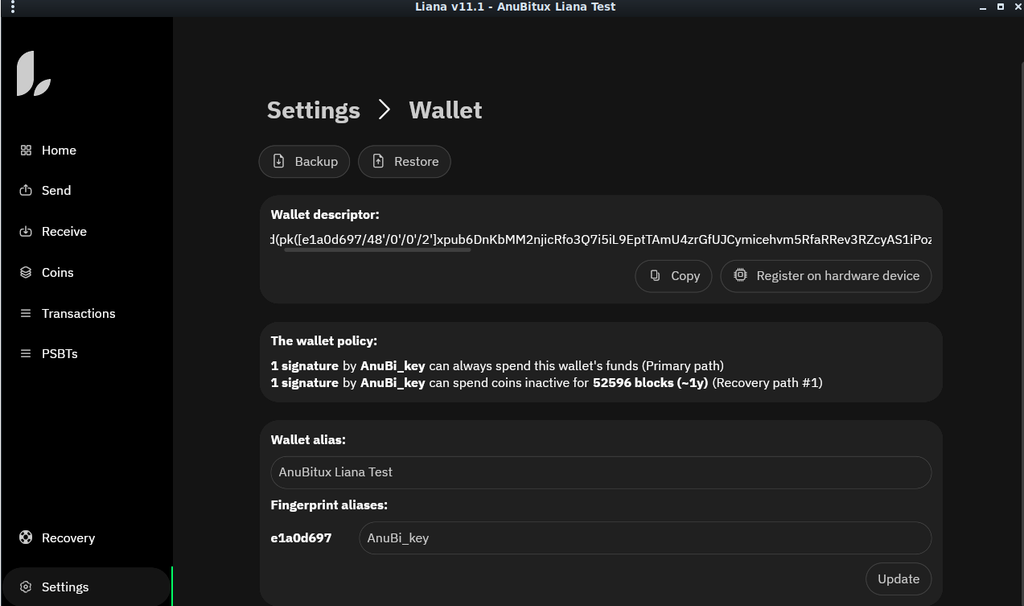 Liana v11.1 - AnuBitux Liana Test
Settings > Wallet
Home
Send
Receive
Coins
Transactions
PSBTs
Recovery
Settings
Backup
Restore
Wallet descriptor:
d(pk([e1a0d697/48'/0'/0'/2']xpub6DnKbMM2njicRfo3Q7i5iL9EptTAmU4zrGfUJCymicehvm5RfaRRev3RZcyAS1iPoz
Copy
Register on hardware device
The wallet policy:
1 signature by AnuBi_key can always spend this wallet's funds (Primary path)
1 signature by AnuBi_key can spend coins inactive for 52596 blocks (~1y) (Recovery path #1)
Wallet alias:
AnuBitux Liana Test
Fingerprint aliases:
e1a0d697
AnuBi_key
Update